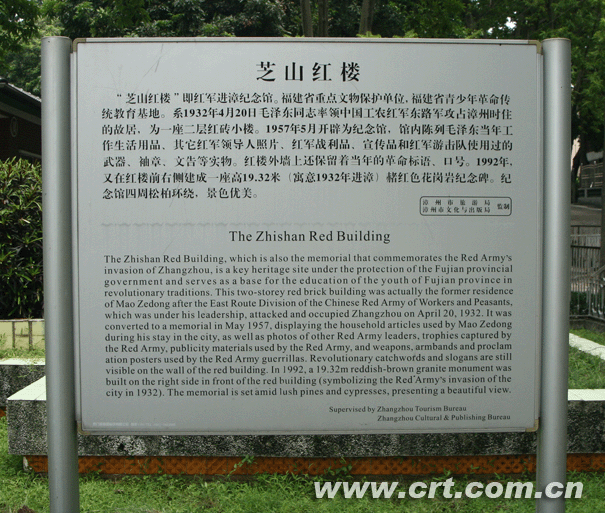 芝山红楼
“芝山红楼”即红军进漳纪念馆。福建省重点文物保护单位，福建省青少年革命传
统教育基地。系1932年4月20日毛泽东同志率领中国工农红军东路军攻占漳州时住
的故居，为一座二层红砖小楼。1957年5月开辟为纪念馆，馆内陈列毛泽东当年工
作生活用品、其它红军领导人照片、红军战利品、宣传品和红军游击队使用过的
武器、袖章、文告等实物。红楼外墙上还保留着当年的革命标语、口号。1992年，
又在红楼前右侧建成一座高19.32米（寓意1932年进漳）赭红色花岗岩纪念碑。纪
念馆四周松柏环绕，景色优美。
漳州市旅游局
漳州市文化与出版局 监制
The Zhishan Red Building
The Zhishan Red Building, which is also the memorial that commemorates the Red Army's
invasion of Zhangzhou, is a key heritage site under the protection of the Fujian provincial
government and serves as a base for the education of the youth of Fujian province in
revolutionary traditions. This two-storey red brick building was actually the former residence
of Mao Zedong after the East Route Division of the Chinese Red Army of Workers and Peasants,
which was under his leadership, attacked and occupied Zhangzhou on April 20, 1932. It was
converted to a memorial in May 1957, displaying the household articles used by Mao Zedong
during his stay in the city, as well as photos of other Red Army leaders, trophies captured by
the Red Army, publicity materials used by the Red Army, and weapons, armbands and proclam
ation posters used by the Red Army guerrillas. Revolutionary catchwords and slogans are still
visible on the wall of the red building. In 1992, a 19.32m reddish-brown granite monument was
built on the right side in front of the red building (symbolizing the Red Army's invasion of the
city in 1932). The memorial is set amid lush pines and cypresses, presenting a beautiful view.
Supervised by Zhangzhou Tourism Bureau
Zhangzhou Cultural & Publishing Bureau
www.crt.com.cn